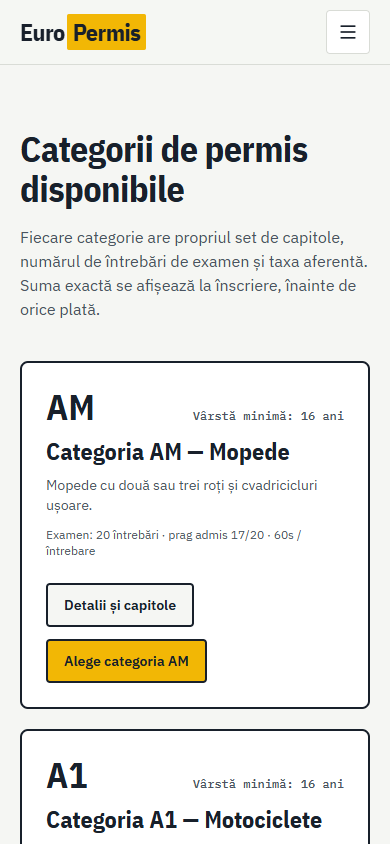 Euro Permis
Categorii de permis
disponibile
Fiecare categorie are propriul set de capitole,
numărul de întrebări de examen și taxa aferentă.
Suma exactă se afișează la înscriere, înainte de
orice plată.
AM
Vârstă minimă: 16 ani
Categoria AM — Mopede
Mopede cu două sau trei roți și cvadricicluri
ușoare.
Examen: 20 întrebări · prag admis 17/20 · 60s /
întrebare
Detalii și capitole
Alege categoria AM
A1
Vârstă minimă: 16 ani
Categoria A1 — Motociclete